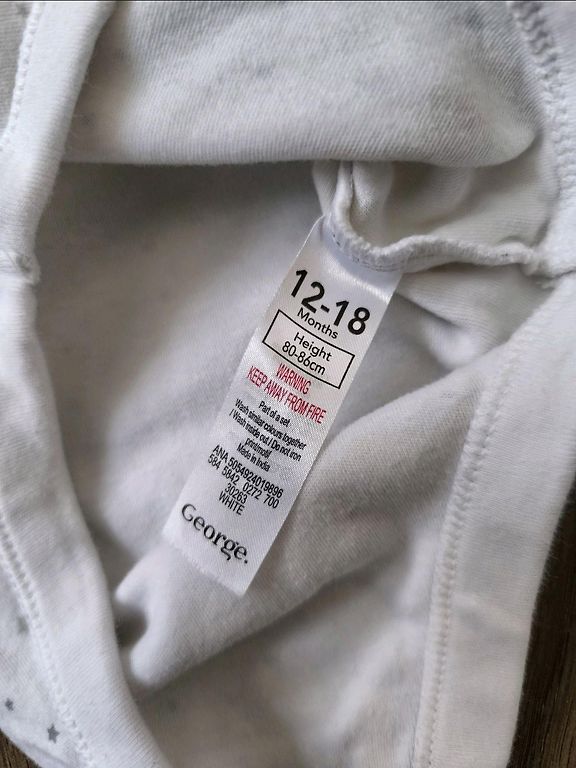 12-18
Months
Height
80-86cm
WARNING
KEEP AWAY FROM FIRE
Part of a set
Wash similar colours together
/ Wash inside out / Do not iron
print/motif
Made in India
ANA 5054924019896
584 5842 0272 700
30263
WHITE
George.